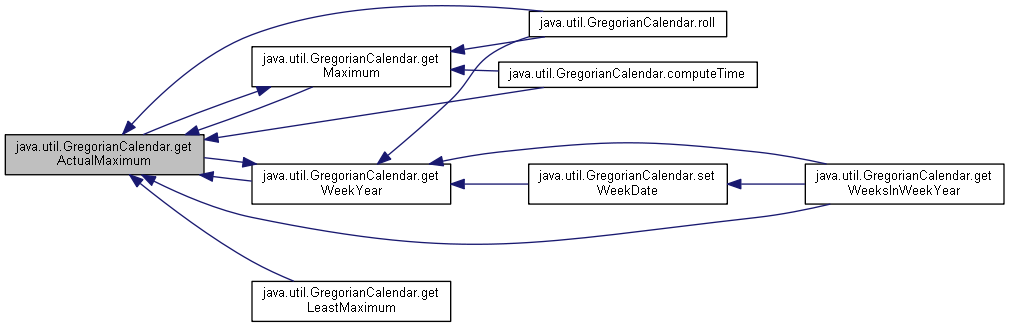 java.util.GregorianCalendar.roll
java.util.GregorianCalendar.get
Maximum
java.util.GregorianCalendar.computeTime
java.util.GregorianCalendar.get
ActualMaximum
java.util.GregorianCalendar.get
WeekYear
java.util.GregorianCalendar.set
WeekDate
java.util.GregorianCalendar.get
WeeksInWeekYear
java.util.GregorianCalendar.get
LeastMaximum